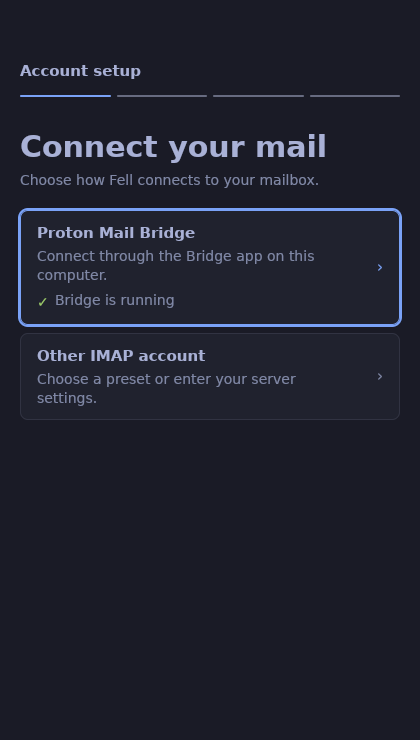 Account setup
Connect your mail
Choose how Fell connects to your mailbox.
Proton Mail Bridge
Connect through the Bridge app on this
computer.
✓ Bridge is running
Other IMAP account
Choose a preset or enter your server
settings.